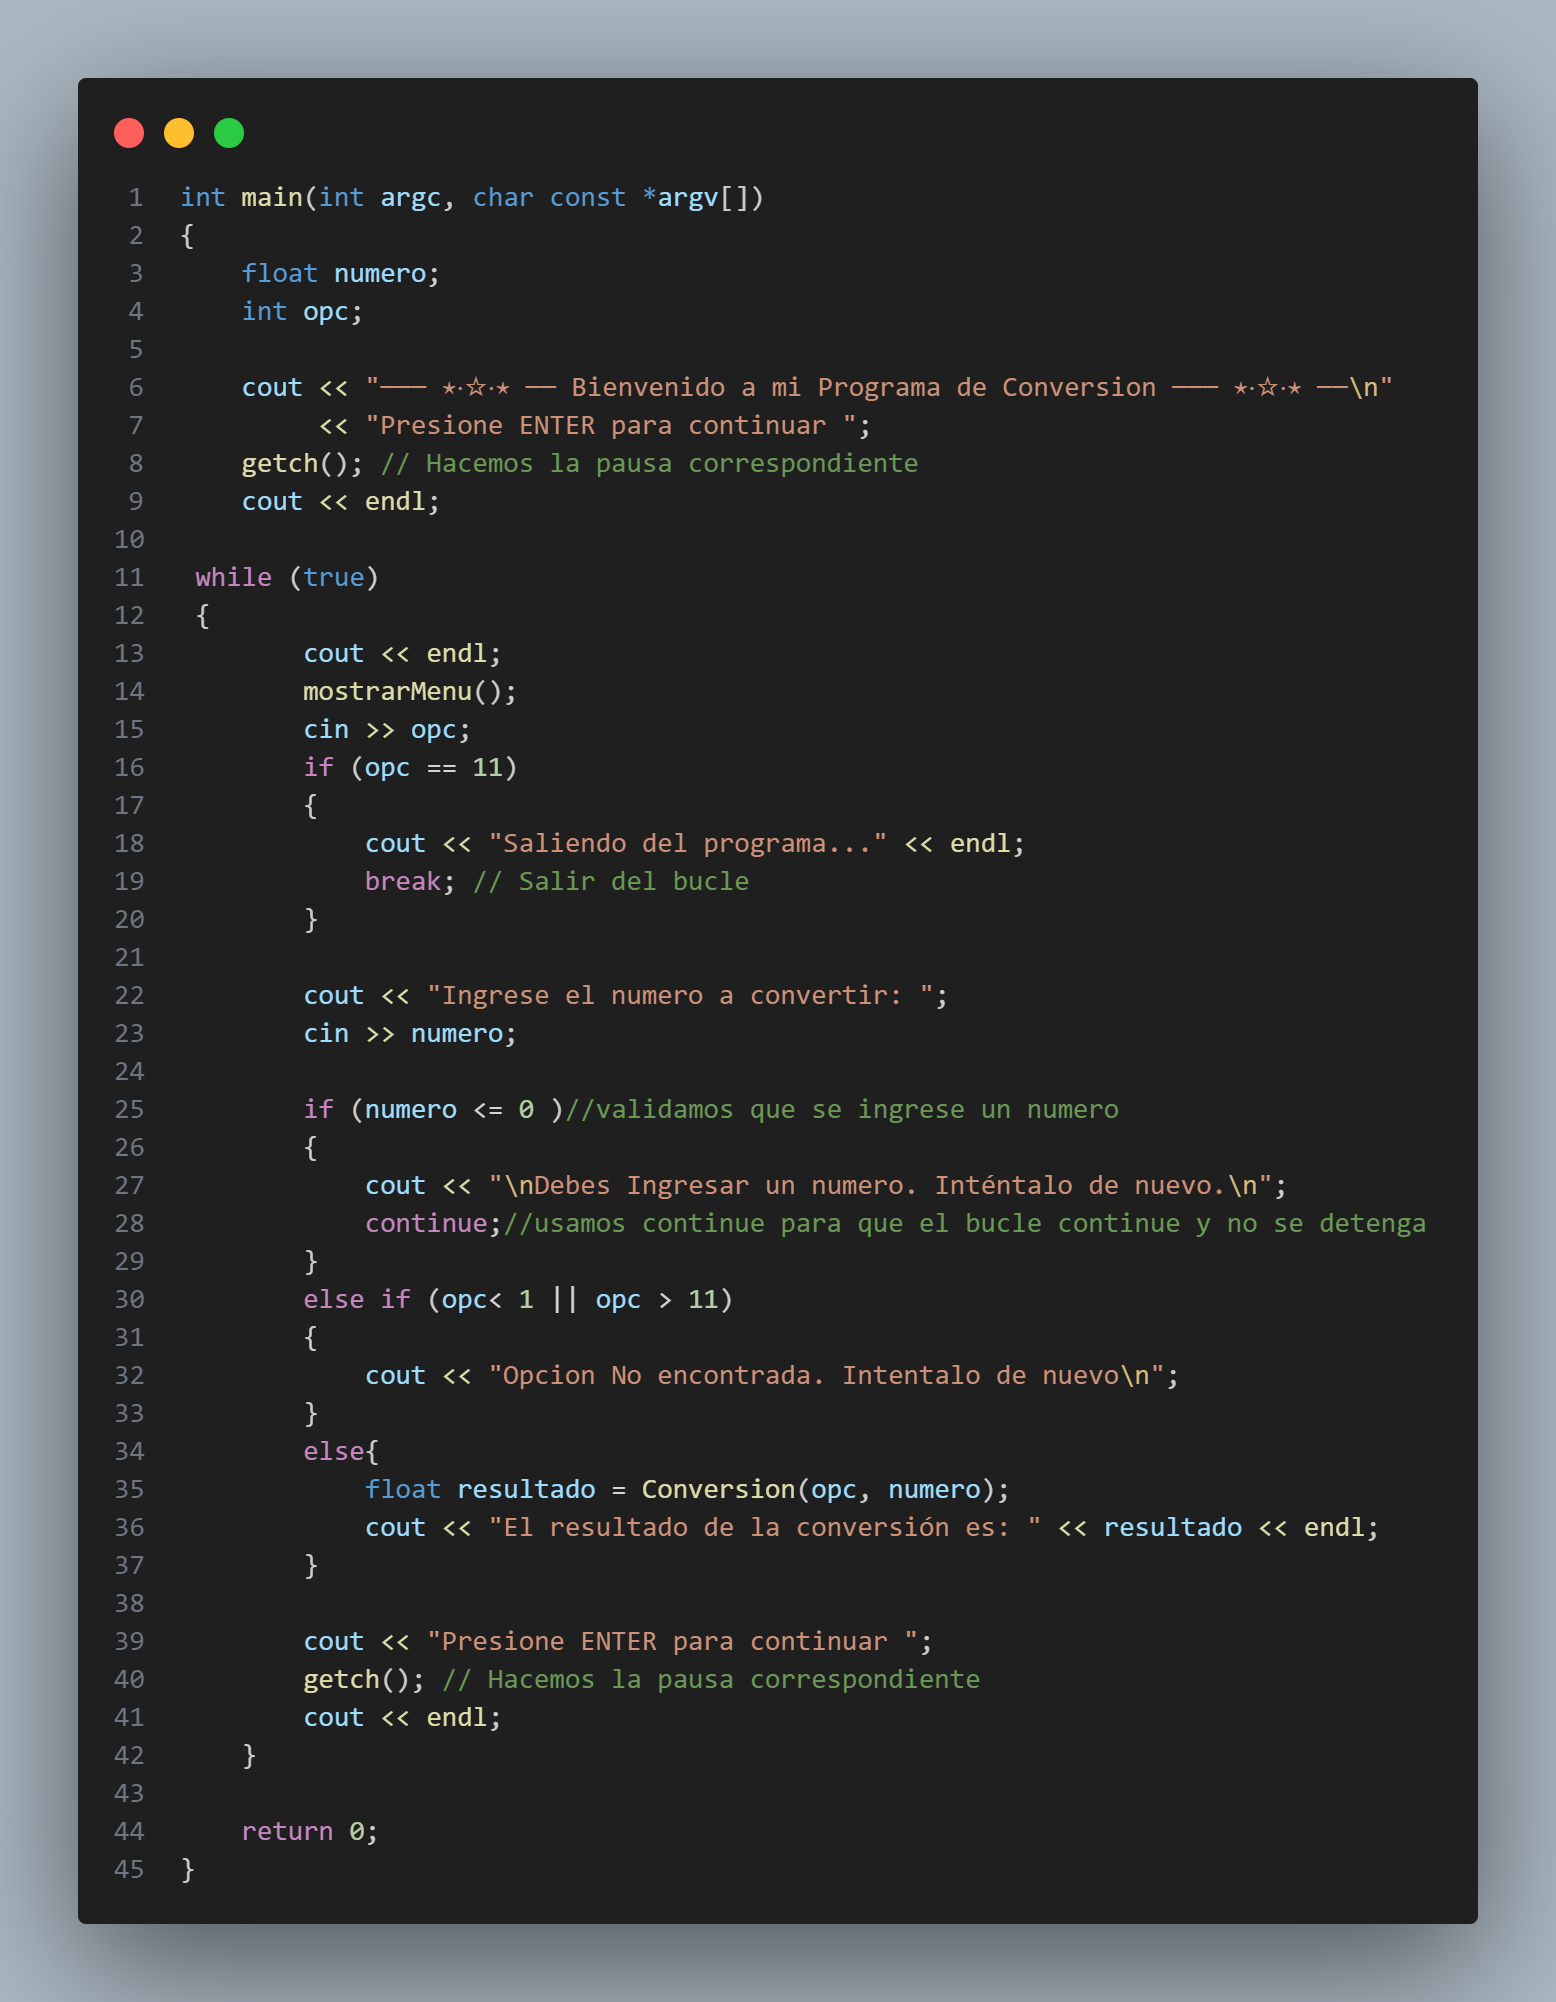 1 int main(int argc, char const *argv[])
2 {
3     float numero;
4     int opc;
5
6     cout << "─── ⋆⋅☆⋅⋆ ── Bienvenido a mi Programa de Conversion ─── ⋆⋅☆⋅⋆ ──\n"
7          << "Presione ENTER para continuar ";
8     getch(); // Hacemos la pausa correspondiente
9     cout << endl;
10
11  while (true)
12  {
13         cout << endl;
14         mostrarMenu();
15         cin >> opc;
16         if (opc == 11)
17         {
18             cout << "Saliendo del programa..." << endl;
19             break; // Salir del bucle
20         }
21
22         cout << "Ingrese el numero a convertir: ";
23         cin >> numero;
24
25         if (numero <= 0 )//validamos que se ingrese un numero
26         {
27             cout << "\nDebes Ingresar un numero. Inténtalo de nuevo.\n";
28             continue;//usamos continue para que el bucle continue y no se detenga
29         }
30         else if (opc< 1 || opc > 11)
31         {
32             cout << "Opcion No encontrada. Intentalo de nuevo\n";
33         }
34         else{
35             float resultado = Conversion(opc, numero);
36             cout << "El resultado de la conversión es: " << resultado << endl;
37         }
38
39         cout << "Presione ENTER para continuar ";
40         getch(); // Hacemos la pausa correspondiente
41         cout << endl;
42     }
43
44     return 0;
45 }